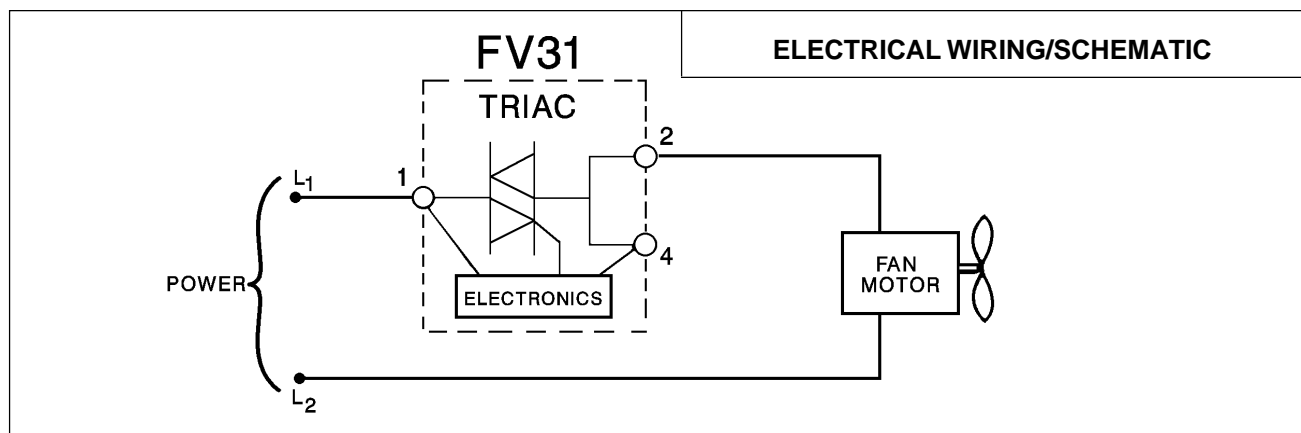 FV31
ELECTRICAL WIRING/SCHEMATIC
TRIAC
2
1
L1
4
POWER
ELECTRONICS
FAN
MOTOR
L2